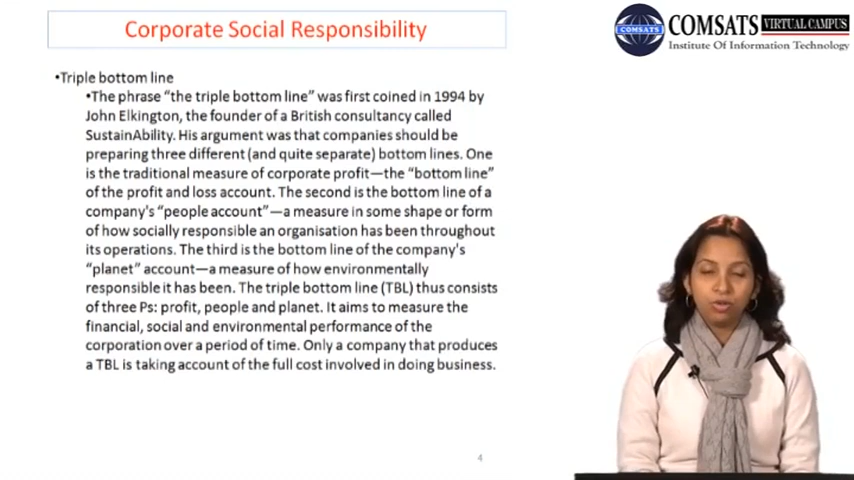 Corporate Social Responsibility
COMSATS
COMSATS VIRTUAL CAMPUS
Institute Of Information Technology
•Triple bottom line
•The phrase “the triple bottom line” was first coined in 1994 by
John Elkington, the founder of a British consultancy called
SustainAbility. His argument was that companies should be
preparing three different (and quite separate) bottom lines. One
is the traditional measure of corporate profit—the “bottom line”
of the profit and loss account. The second is the bottom line of a
company's “people account”—a measure in some shape or form
of how socially responsible an organisation has been throughout
its operations. The third is the bottom line of the company's
“planet” account—a measure of how environmentally
responsible it has been. The triple bottom line (TBL) thus consists
of three Ps: profit, people and planet. It aims to measure the
financial, social and environmental performance of the
corporation over a period of time. Only a company that produces
a TBL is taking account of the full cost involved in doing business.
4